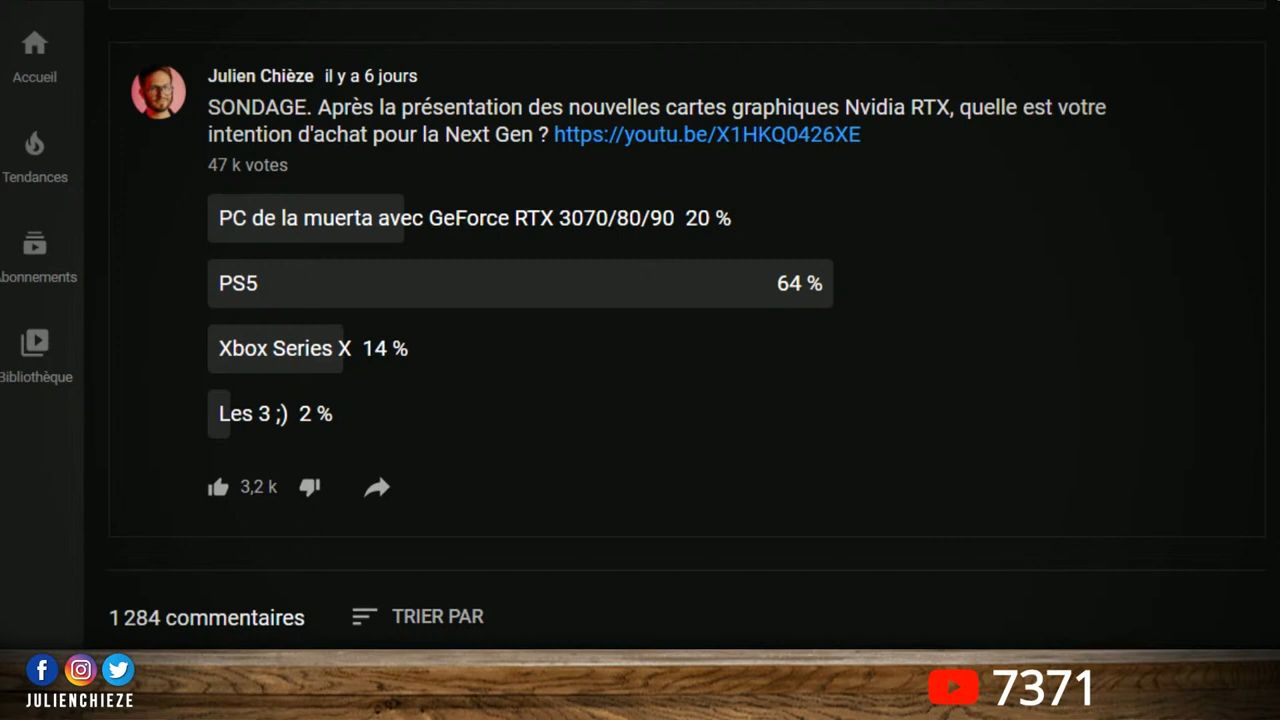 Accueil
Tendances
Abonnements
Bibliothèque
Julien Chièze il y a 6 jours
SONDAGE. Après la présentation des nouvelles cartes graphiques Nvidia RTX, quelle est votre
intention d'achat pour la Next Gen ? https://youtu.be/X1HKQ0426XE
47 k votes
PC de la muerta avec GeForce RTX 3070/80/90 20 %
PS5 64 %
Xbox Series X 14 %
Les 3 ;) 2 %
3,2 k
1 284 commentaires TRIER PAR
JULIENCHIEZE
7371